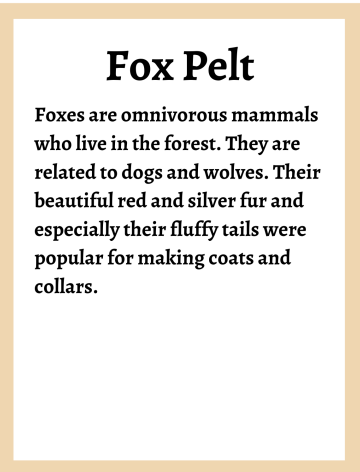 Fox Pelt
Foxes are omnivorous mammals
who live in the forest. They are
related to dogs and wolves. Their
beautiful red and silver fur and
especially their fluffy tails were
popular for making coats and
collars.